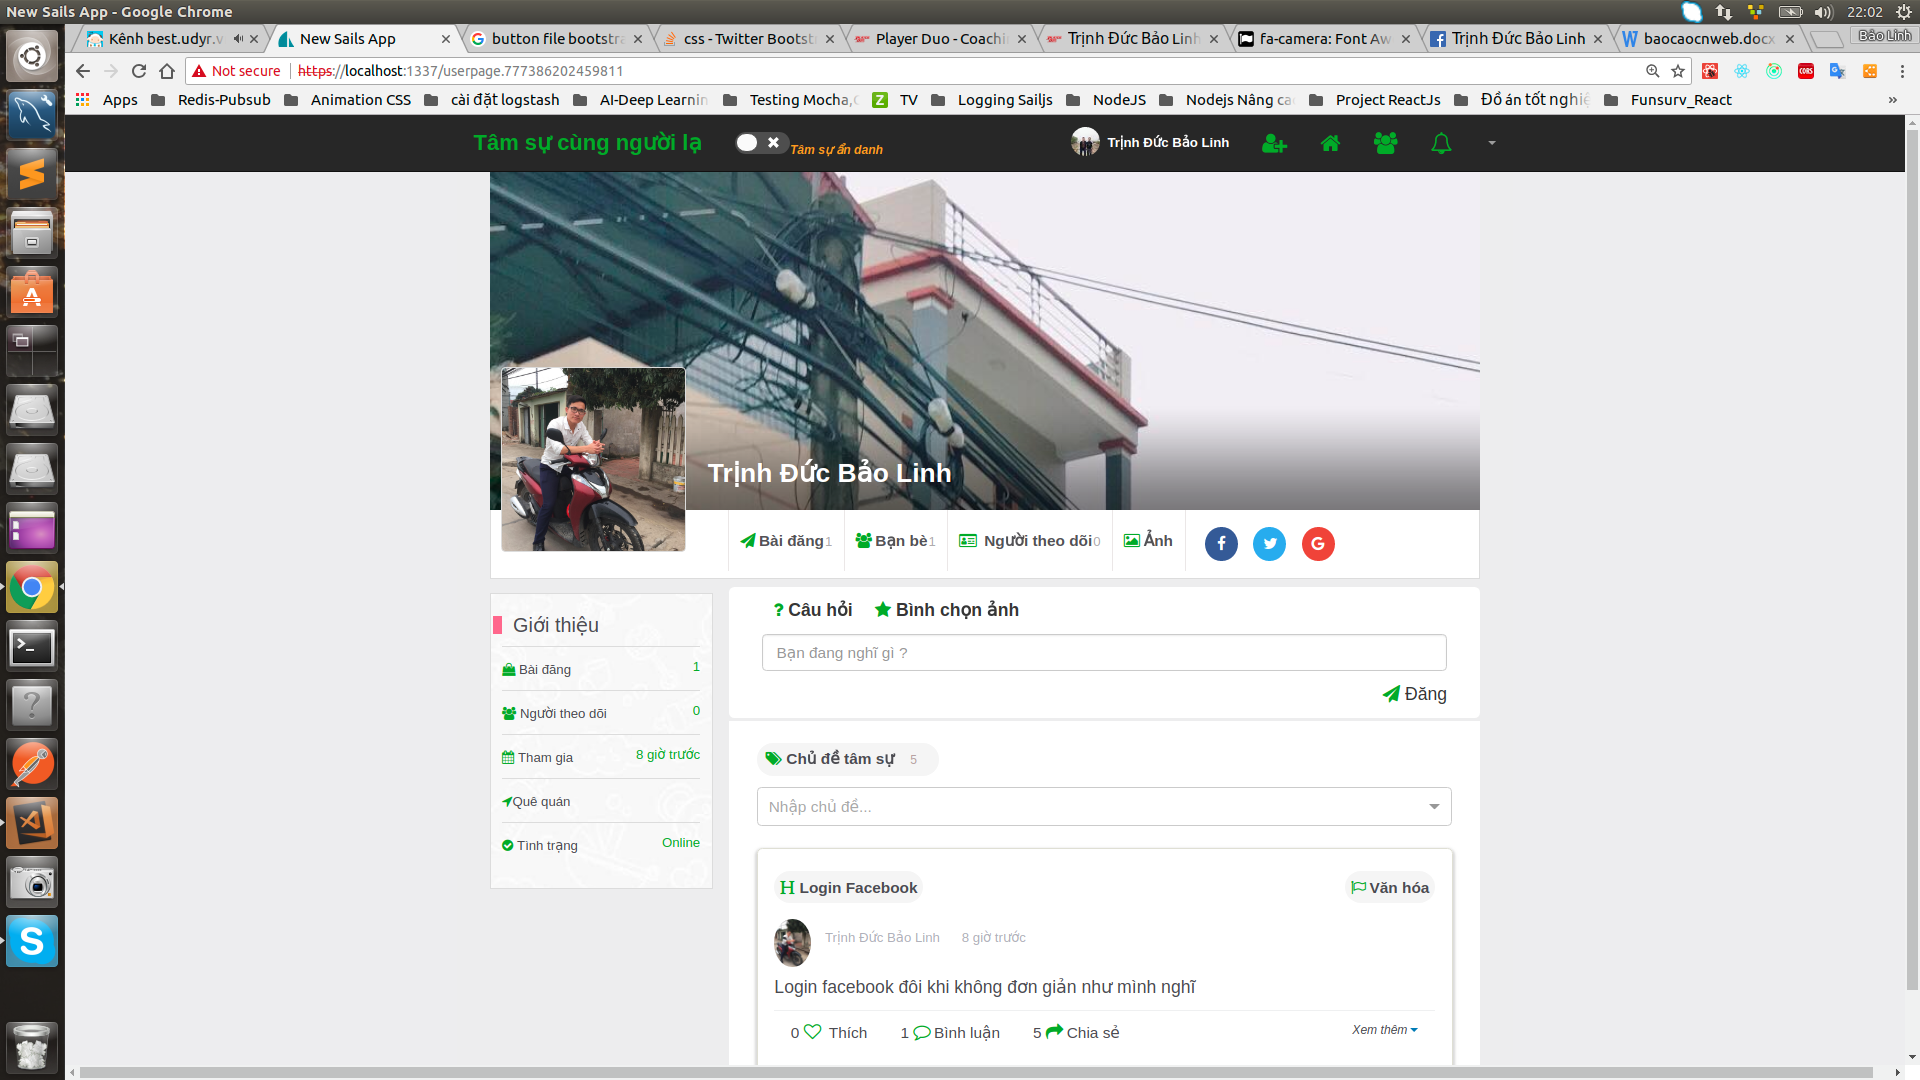 New Sails App - Google Chrome
22:02
Kênh best.udyr.v
New Sails App
button file bootstra
css - Twitter Bootst
Player Duo - Coachi
Trịnh Đức Bảo Linh
fa-camera: Font Aw
Trịnh Đức Bảo Linh
baocaocnweb.docx
Bảo Linh
Not secure
https://localhost:1337/userpage.777386202459811
Apps
Redis-Pubsub
Animation CSS
cài đặt logstash
AI-Deep Learnin
Testing Mocha,C
TV
Logging Sailjs
NodeJS
Nodejs Nâng cao
Project ReactJs
Đồ án tốt nghiệ
Funsurv_React
»
Tâm sự cùng người lạ
Tâm sự ẩn danh
Trịnh Đức Bảo Linh
Trịnh Đức Bảo Linh
Bài đăng1
Bạn bè1
Người theo dõi0
Ảnh
Giới thiệu
Bài đăng 1
Người theo dõi 0
Tham gia 8 giờ trước
Quê quán
Tình trạng Online
? Câu hỏi
Bình chọn ảnh
Bạn đang nghĩ gì ?
Đăng
Chủ đề tâm sự 5
Nhập chủ đề...
H Login Facebook
Văn hóa
Trịnh Đức Bảo Linh 8 giờ trước
Login facebook đôi khi không đơn giản như mình nghĩ
0 Thích
1 Bình luận
5 Chia sẻ
Xem thêm